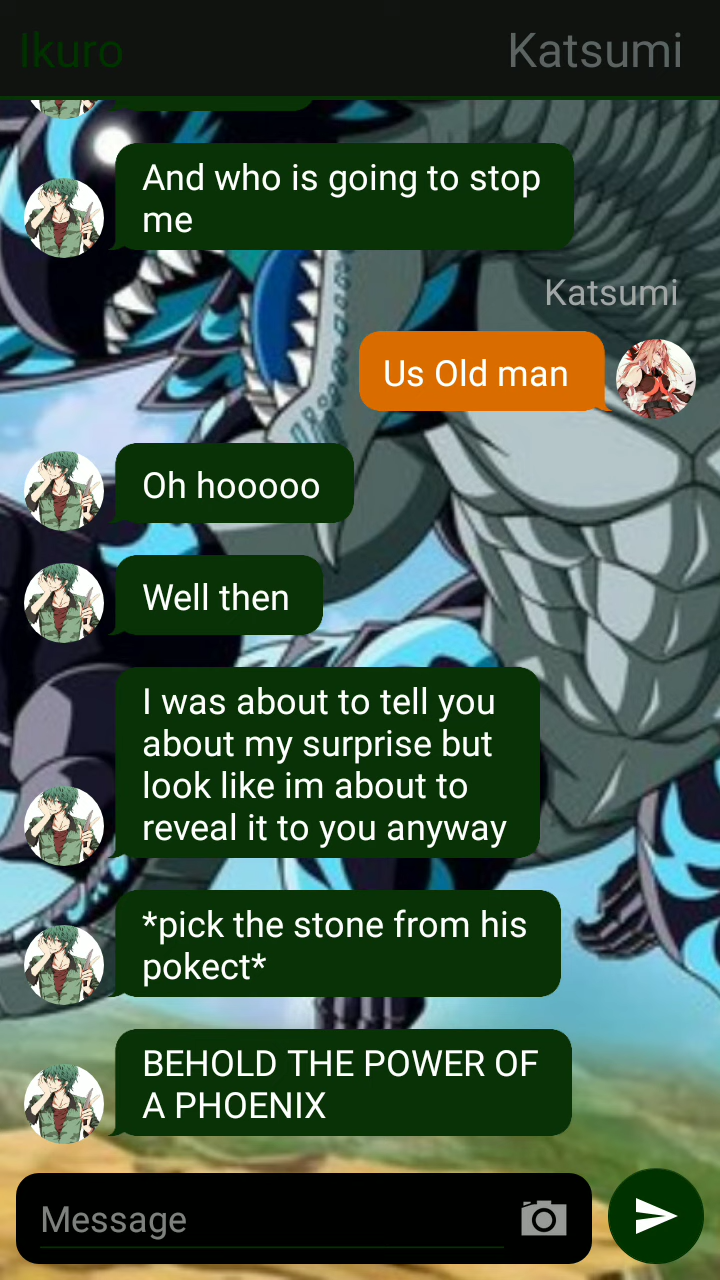 Ikuro
Katsumi
And who is going to stop
me
Katsumi
Us Old man
Oh hooooo
Well then
I was about to tell you
about my surprise but
look like im about to
reveal it to you anyway
*pick the stone from his
pokect*
BEHOLD THE POWER OF
A PHOENIX
Message